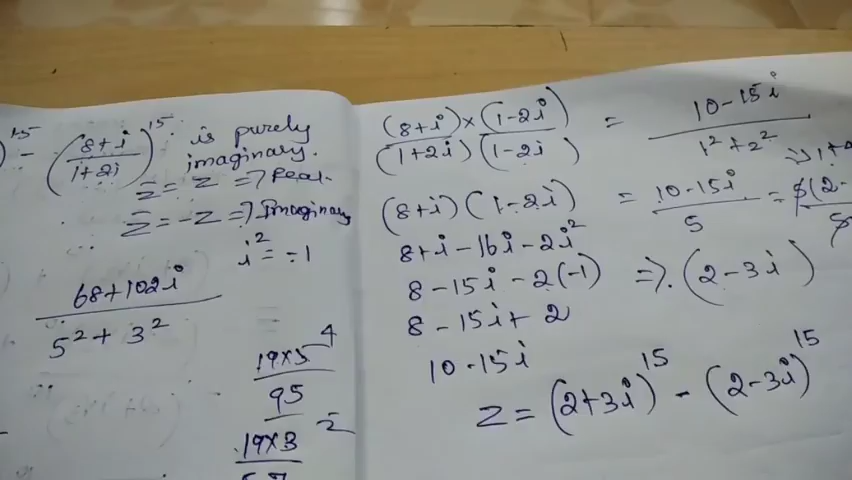 )^15 - ((8+i)/(1+2i))^15 is purely
imaginary.
z̄ = z => Real.
z̄ = -z => Imaginary
i² = -1
68+102i
5² + 3²
19×5 4
95
19×3 2
(8+i) × (1-2i) = 10-15i
(1+2i) (1-2i) 1²+2²
(8+i) (1-2i) = 10-15i = 5(2-
5 5
8+i-16i-2i²
8-15i-2(-1) => (2-3i)
8-15i+2
10-15i
z = (2+3i)^15 - (2-3i)^15